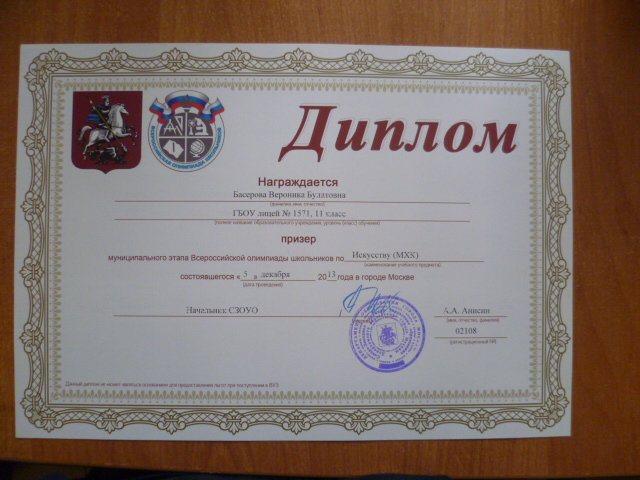 Диплом
Награждается
Басерова Вероника Булатовна
(фамилия, имя, отчество)
ГБОУ лицей № 1571, 11 класс
(полное название образовательного учреждения, уровень (класс) обучения)
призер
муниципального этапа Всероссийской олимпиады школьников по Искусству (МХК)
(наименование учебного предмета)
состоявшегося « 5 » декабря 2013 года в городе Москве
(дата проведения)
Начальник СЗОУО
А.А. Анисин
(имя, отчество, фамилия)
02108
(регистрационный №)
Данный диплом не может являться основанием для предоставления льгот при поступлении в ВУЗ